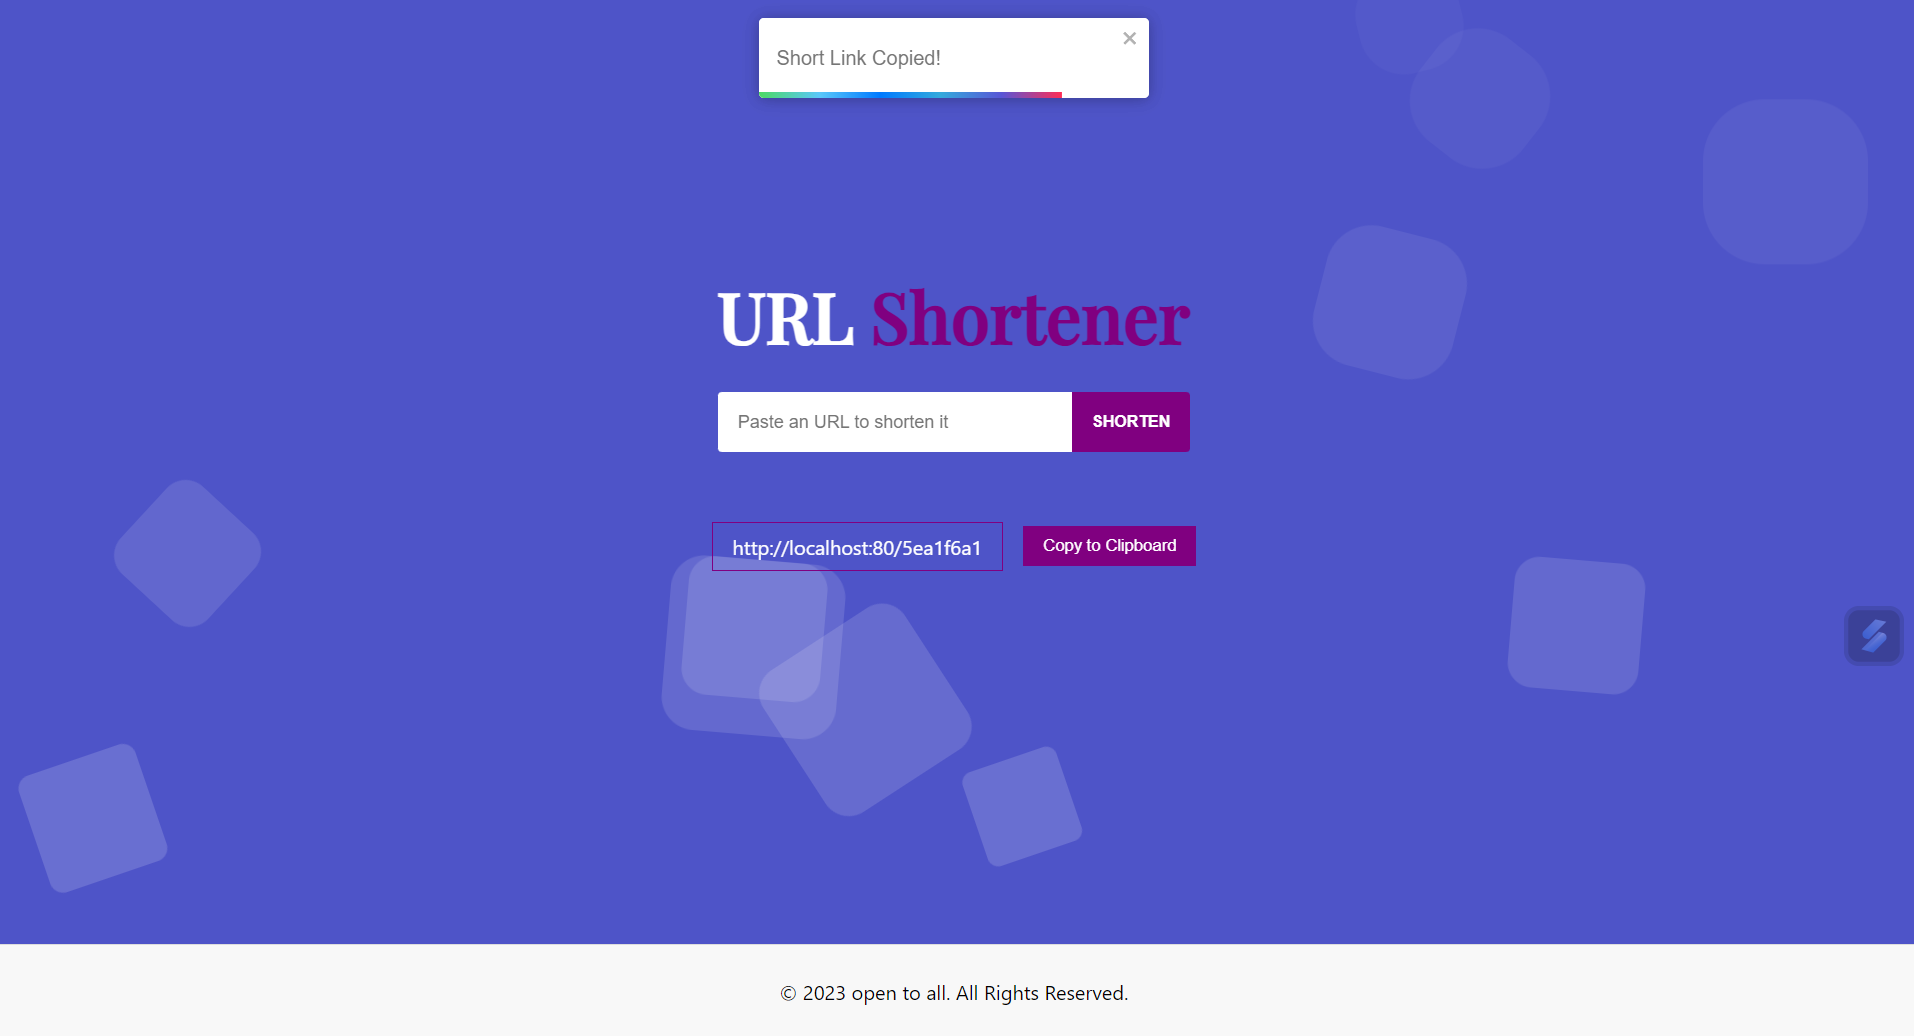 Short Link Copied!
×
URL Shortener
Paste an URL to shorten it
SHORTEN
http://localhost:80/5ea1f6a1
Copy to Clipboard
© 2023 open to all. All Rights Reserved.